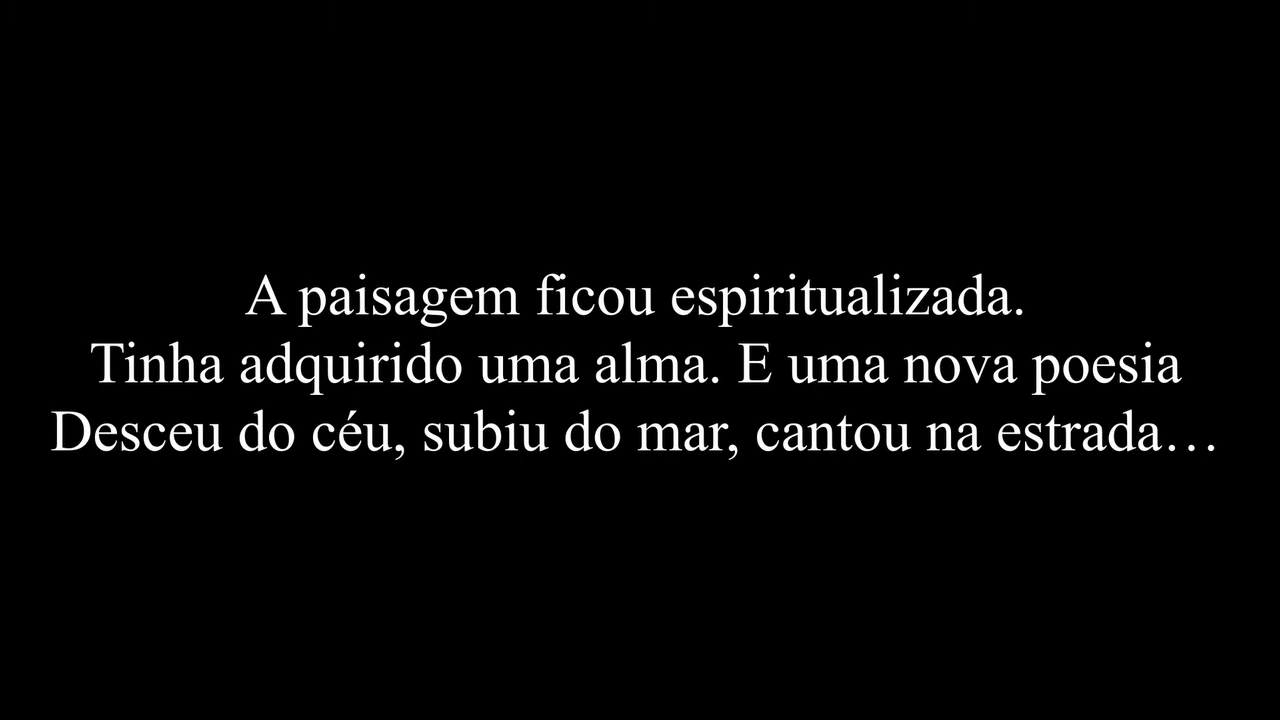 A paisagem ficou espiritualizada.
Tinha adquirido uma alma. E uma nova poesia
Desceu do céu, subiu do mar, cantou na estrada…